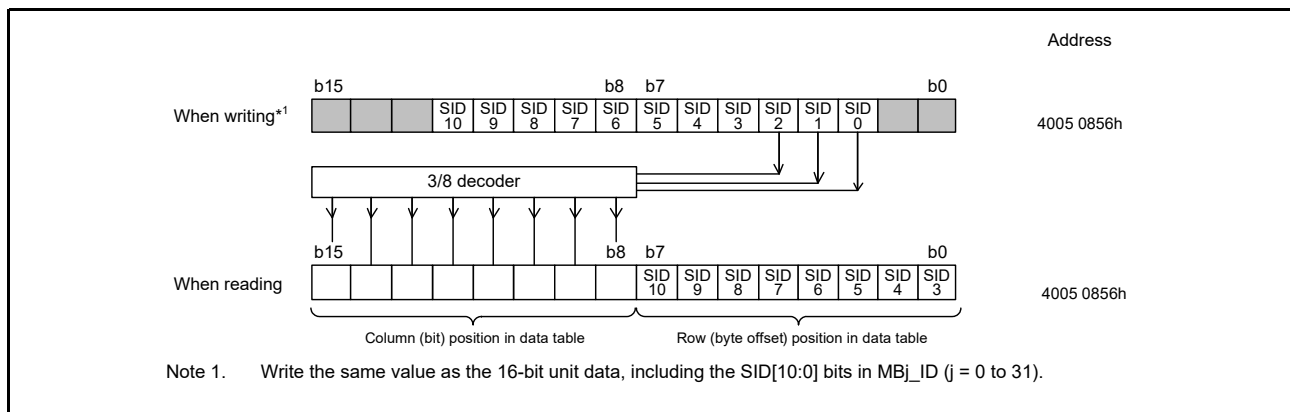 Address
b15 b8 b7 b0
When writing*1 SID 10 SID 9 SID 8 SID 7 SID 6 SID 5 SID 4 SID 3 SID 2 SID 1 SID 0 4005 0856h
3/8 decoder
b15 b8 b7 b0
When reading SID 10 SID 9 SID 8 SID 7 SID 6 SID 5 SID 4 SID 3 4005 0856h
Column (bit) position in data table Row (byte offset) position in data table
Note 1. Write the same value as the 16-bit unit data, including the SID[10:0] bits in MBj_ID (j = 0 to 31).